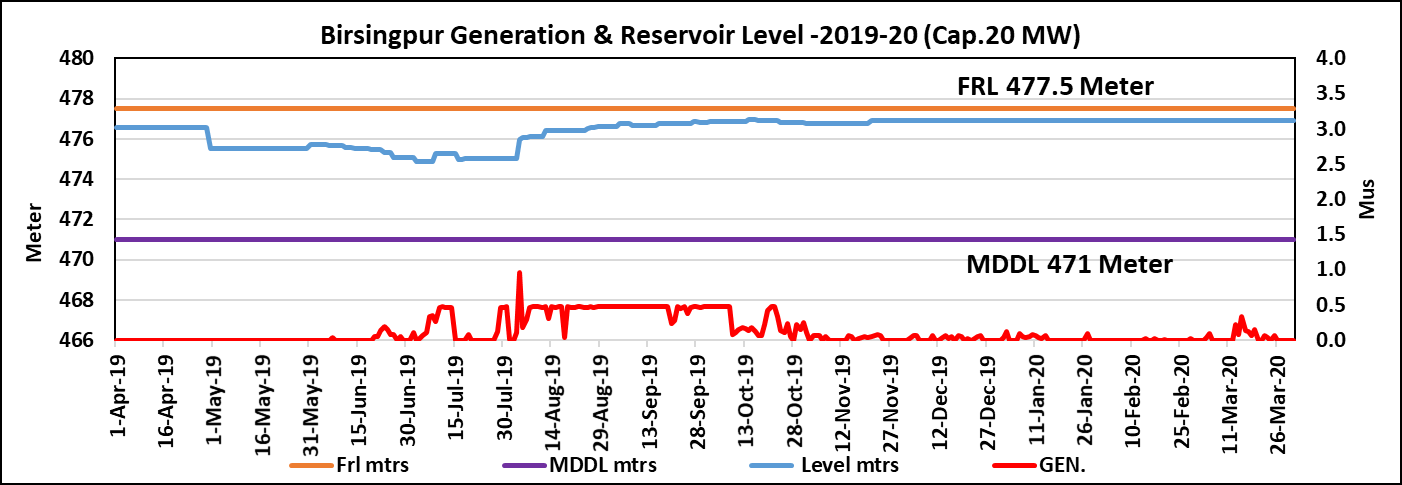 Birsingpur Generation & Reservoir Level -2019-20 (Cap.20 MW)
480
478
476
474
472
470
468
466
Meter
4.0
3.5
3.0
2.5
2.0
1.5
1.0
0.5
0.0
Mus
FRL 477.5 Meter
MDDL 471 Meter
1-Apr-19
16-Apr-19
1-May-19
16-May-19
31-May-19
15-Jun-19
30-Jun-19
15-Jul-19
30-Jul-19
14-Aug-19
29-Aug-19
13-Sep-19
28-Sep-19
13-Oct-19
28-Oct-19
12-Nov-19
27-Nov-19
12-Dec-19
27-Dec-19
11-Jan-20
26-Jan-20
10-Feb-20
25-Feb-20
11-Mar-20
26-Mar-20
Frl mtrs
MDDL mtrs
Level mtrs
GEN.